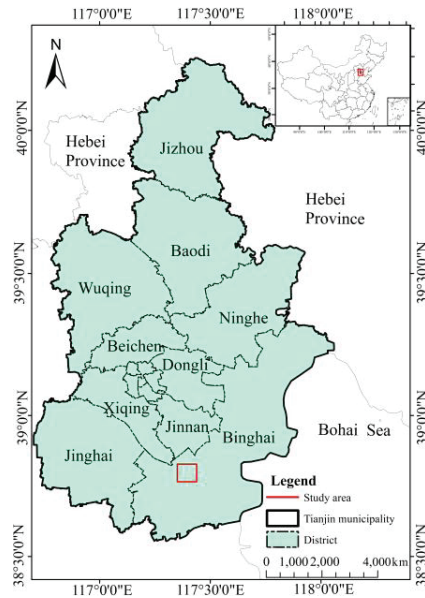 117°0'0"E 117°30'0"E 118°0'0"E
N
40°0'0"N
40°0'0"N
Hebei
Province
Jizhou
Hebei
Province
Baodi
39°30'0"N
39°30'0"N
Wuqing
Ninghe
Beichen
Dongli
39°0'0"N
39°0'0"N
Xiqing
Jinnan
Binghai
Bohai Sea
Jinghai
Legend
Study area
Tianjin municipality
District
0 1,000 2,000 4,000km
38°30'0"N
38°30'0"N
117°0'0"E 117°30'0"E 118°0'0"E